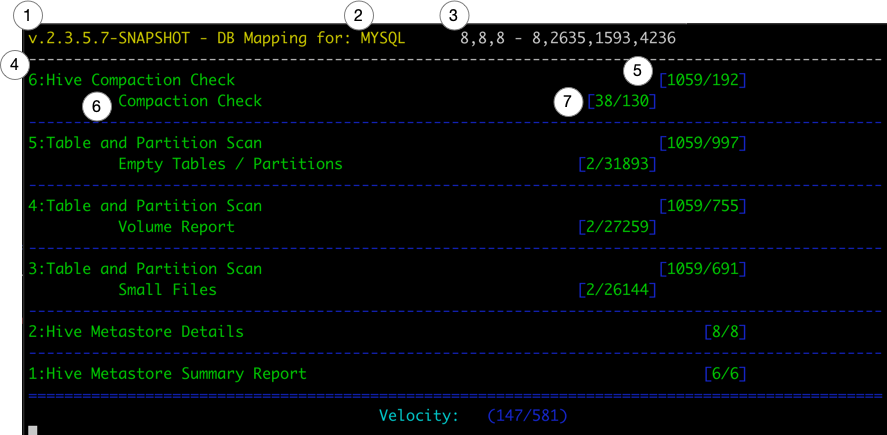 1 2 3
v.2.3.5.7-SNAPSHOT - DB Mapping for: MYSQL 8,8,8 - 8,2635,1593,4236
4 5
6:Hive Compaction Check [1059/192]
6 Compaction Check 7 [38/130]
5:Table and Partition Scan [1059/997]
Empty Tables / Partitions [2/31893]
4:Table and Partition Scan [1059/755]
Volume Report [2/27259]
3:Table and Partition Scan [1059/691]
Small Files [2/26144]
2:Hive Metastore Details [8/8]
1:Hive Metastore Summary Report [6/6]
Velocity: (147/581)